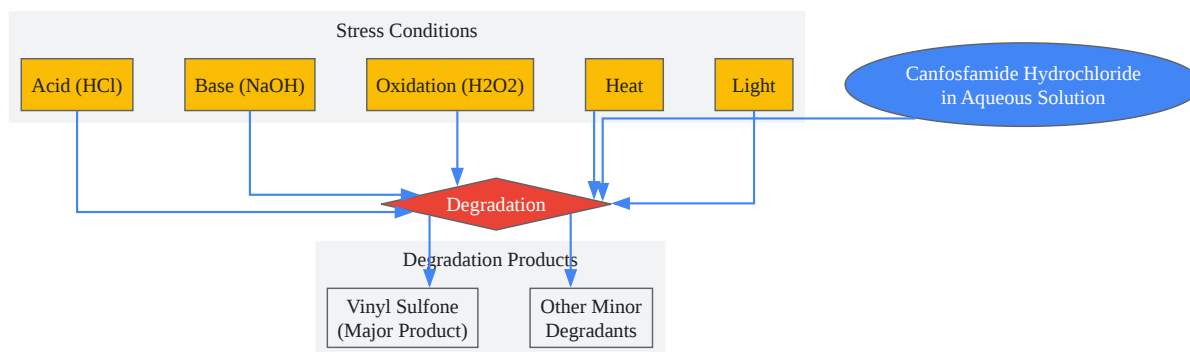 Stress Conditions
Acid (HCl)
Base (NaOH)
Oxidation (H2O2)
Heat
Light
Canfosfamide Hydrochloride
in Aqueous Solution
Degradation
Degradation Products
Vinyl Sulfone
(Major Product)
Other Minor
Degradants